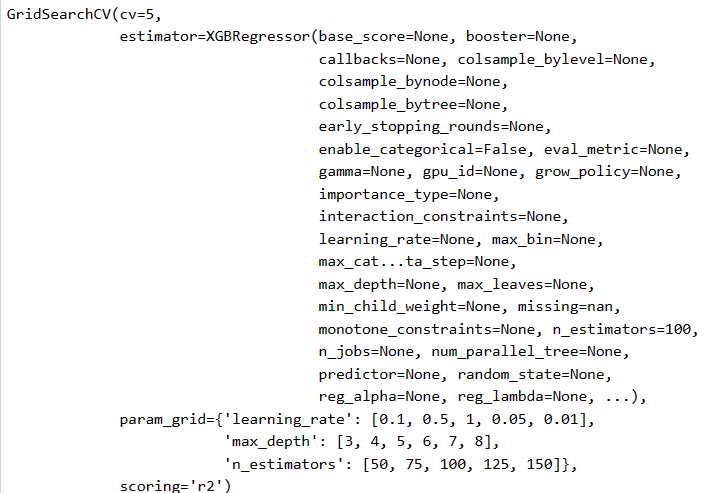 GridSearchCV(cv=5,
estimator=XGBRegressor(base_score=None, booster=None,
callbacks=None, colsample_bylevel=None,
colsample_bynode=None,
colsample_bytree=None,
early_stopping_rounds=None,
enable_categorical=False, eval_metric=None,
gamma=None, gpu_id=None, grow_policy=None,
importance_type=None,
interaction_constraints=None,
learning_rate=None, max_bin=None,
max_cat...ta_step=None,
max_depth=None, max_leaves=None,
min_child_weight=None, missing=nan,
monotone_constraints=None, n_estimators=100,
n_jobs=None, num_parallel_tree=None,
predictor=None, random_state=None,
reg_alpha=None, reg_lambda=None, ...),
param_grid={'learning_rate': [0.1, 0.5, 1, 0.05, 0.01],
'max_depth': [3, 4, 5, 6, 7, 8],
'n_estimators': [50, 75, 100, 125, 150]},
scoring='r2')